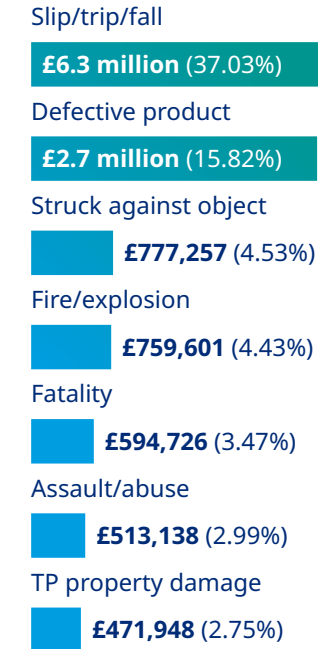 Slip/trip/fall
£6.3 million (37.03%)
Defective product
£2.7 million (15.82%)
Struck against object
£777,257 (4.53%)
Fire/explosion
£759,601 (4.43%)
Fatality
£594,726 (3.47%)
Assault/abuse
£513,138 (2.99%)
TP property damage
£471,948 (2.75%)